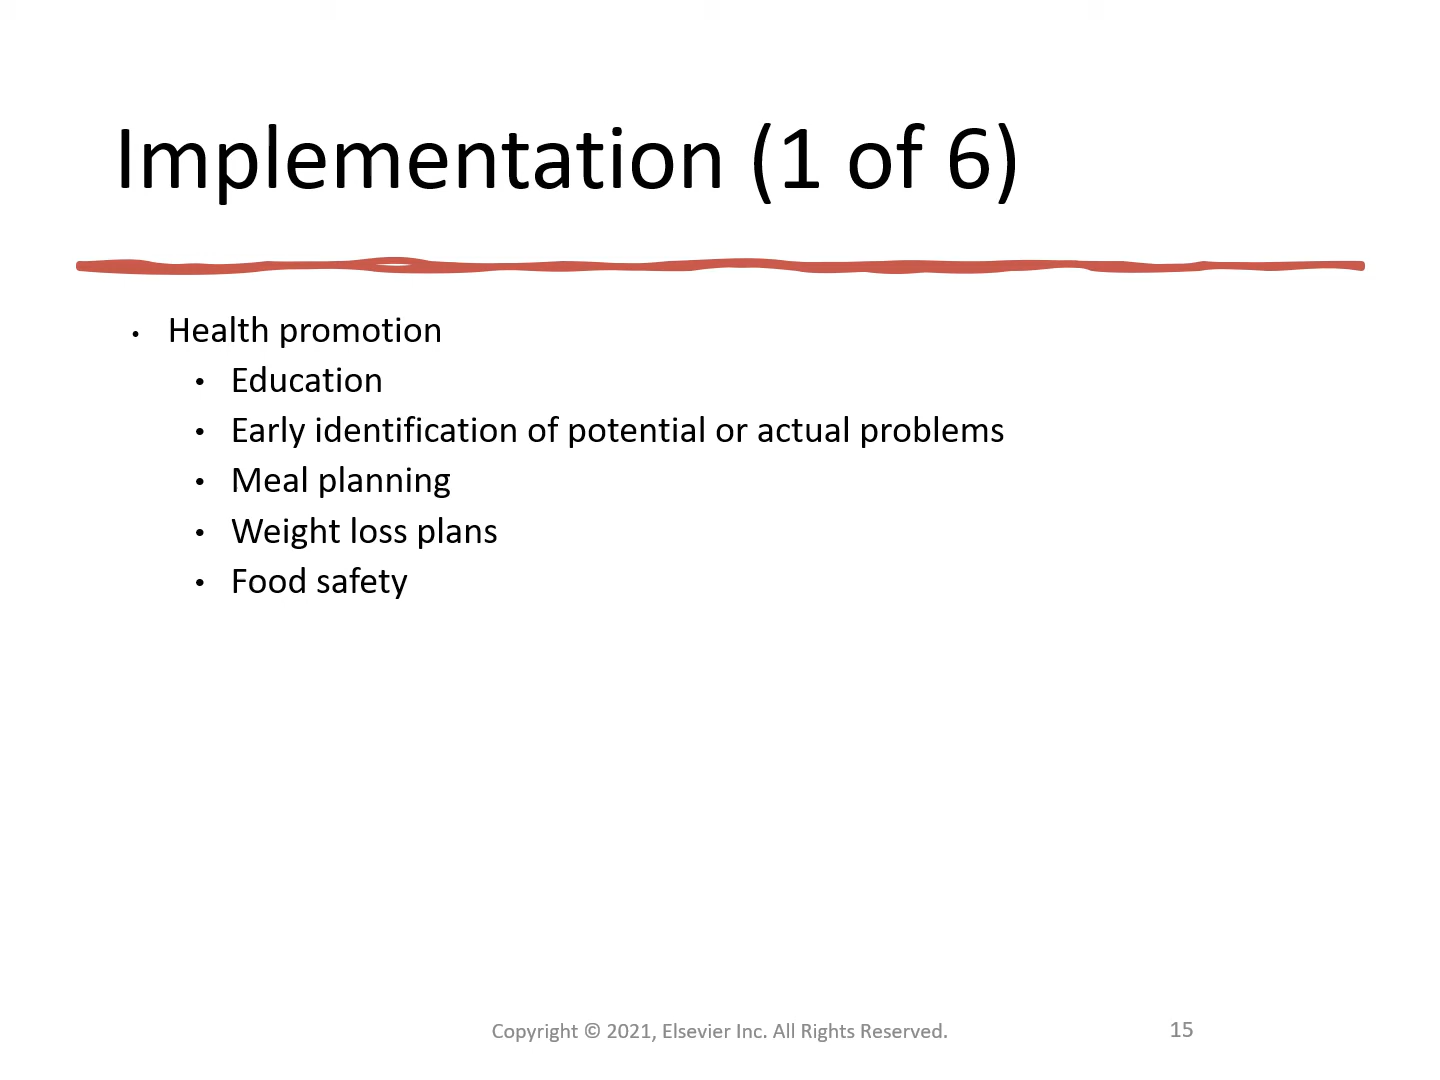 Implementation (1 of 6)
• Health promotion
• Education
• Early identification of potential or actual problems
• Meal planning
• Weight loss plans
• Food safety
Copyright © 2021, Elsevier Inc. All Rights Reserved.
15